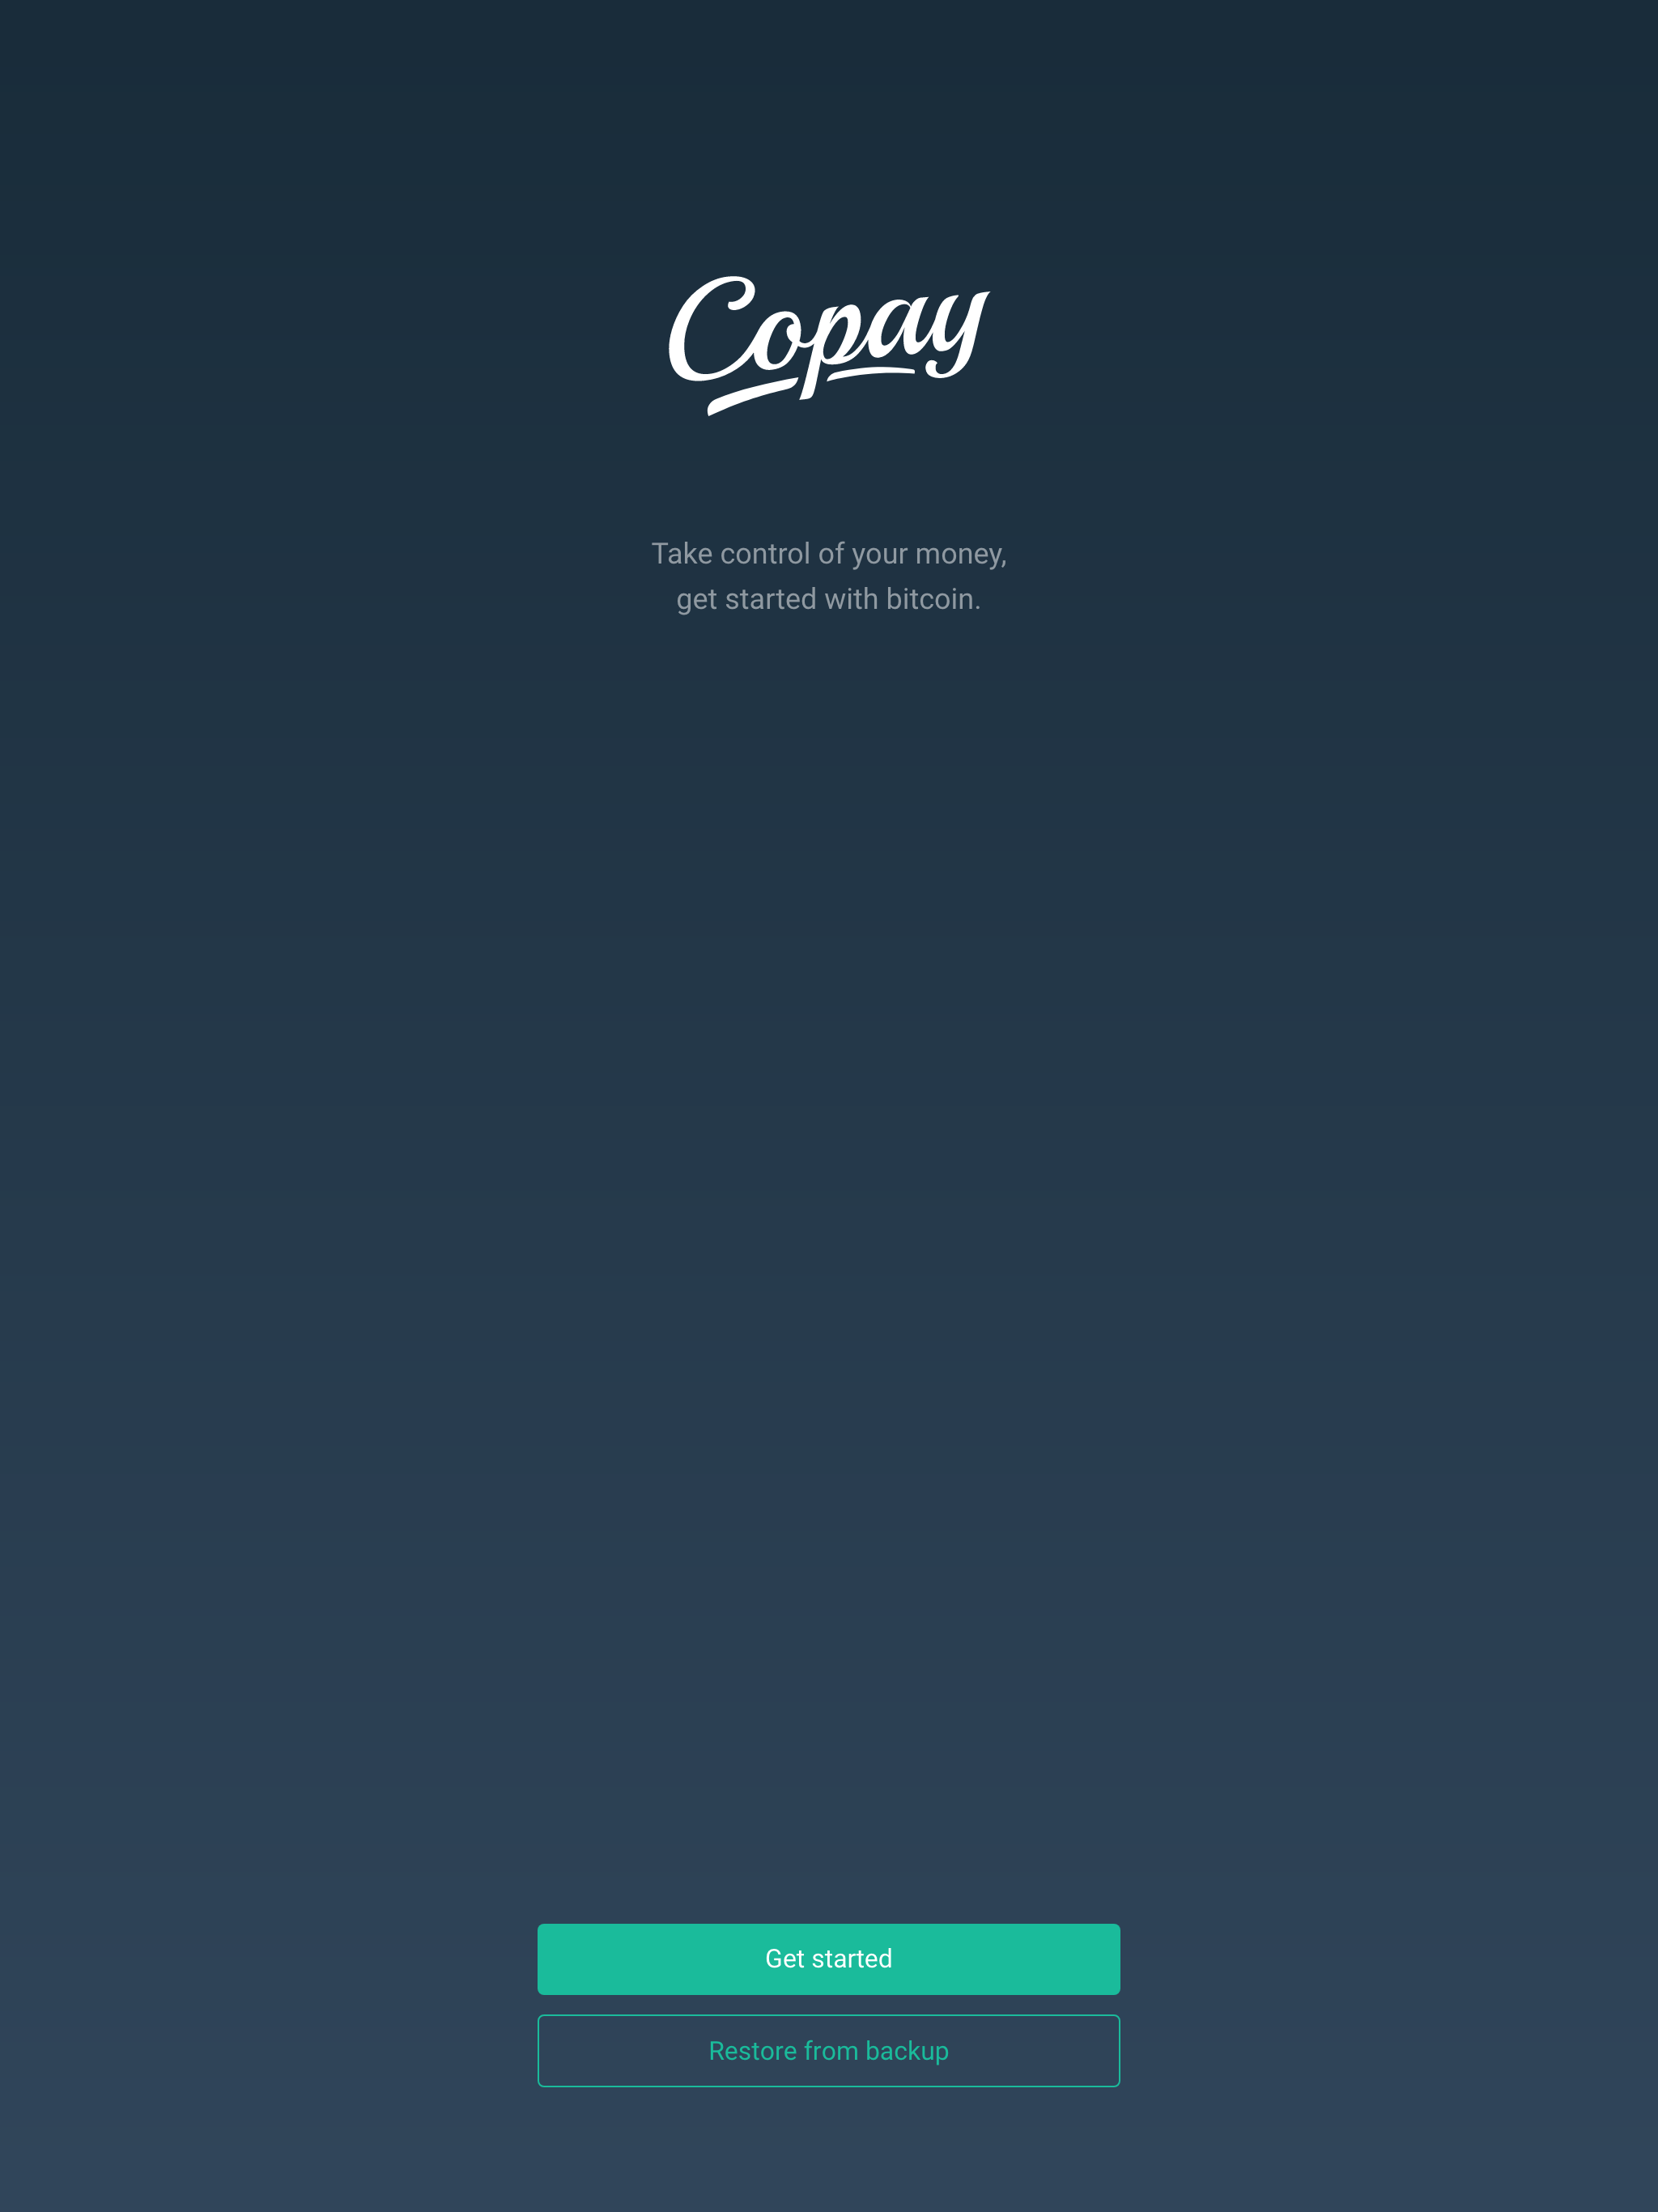 Copay
Take control of your money,
get started with bitcoin.
Get started
Restore from backup